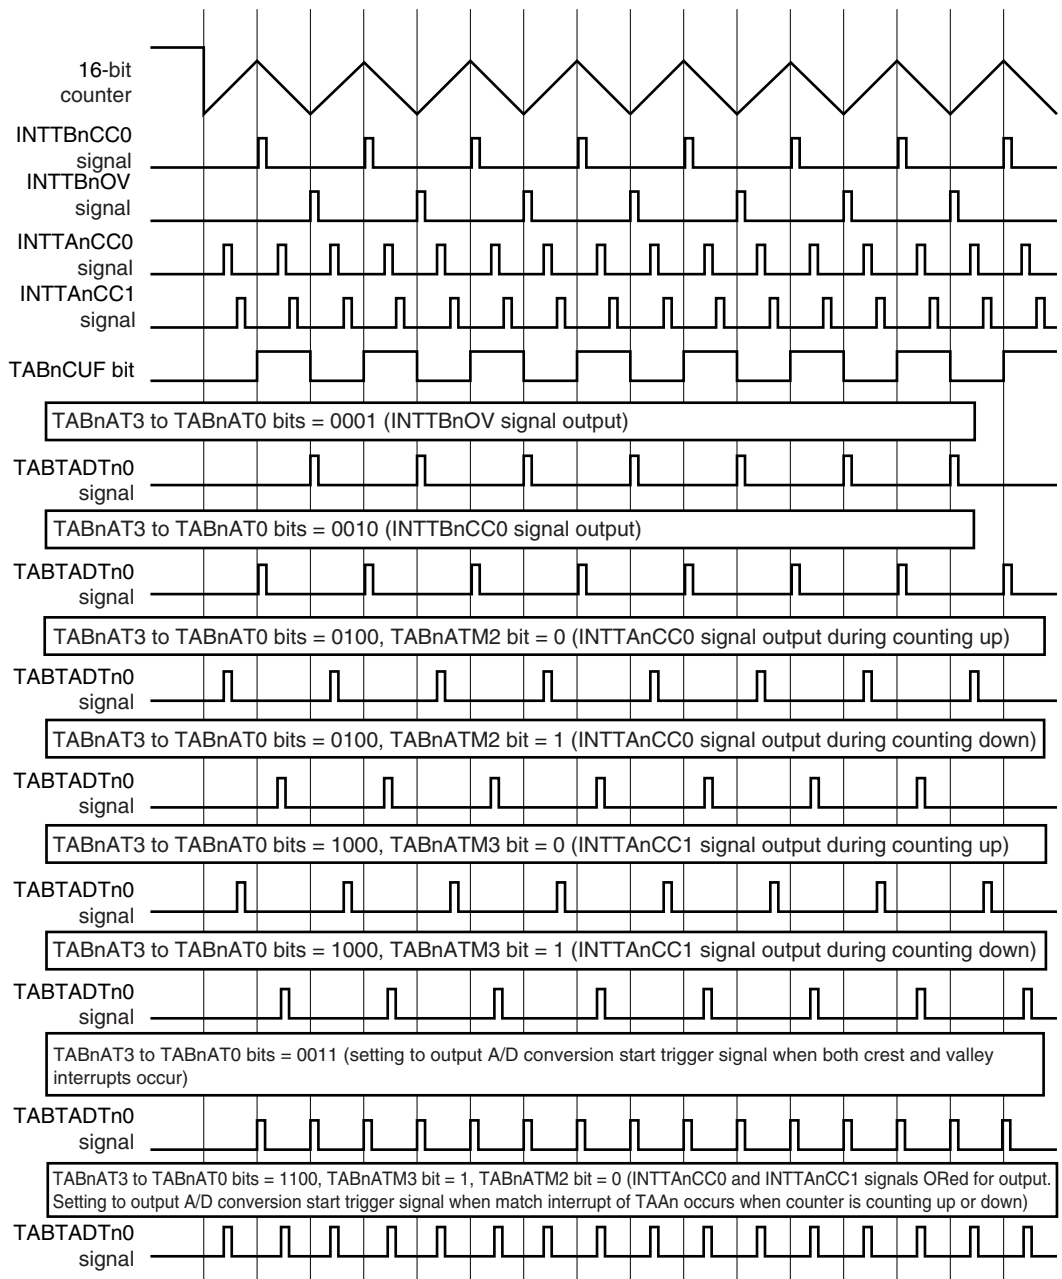 16-bit
counter
INTTBnCC0
signal
INTTBnOV
signal
INTTAnCC0
signal
INTTAnCC1
signal
TABnCUF bit
TABnAT3 to TABnAT0 bits = 0001 (INTTBnOV signal output)
TABTADTn0
signal
TABnAT3 to TABnAT0 bits = 0010 (INTTBnCC0 signal output)
TABTADTn0
signal
TABnAT3 to TABnAT0 bits = 0100, TABnATM2 bit = 0 (INTTAnCC0 signal output during counting up)
TABTADTn0
signal
TABnAT3 to TABnAT0 bits = 0100, TABnATM2 bit = 1 (INTTAnCC0 signal output during counting down)
TABTADTn0
signal
TABnAT3 to TABnAT0 bits = 1000, TABnATM3 bit = 0 (INTTAnCC1 signal output during counting up)
TABTADTn0
signal
TABnAT3 to TABnAT0 bits = 1000, TABnATM3 bit = 1 (INTTAnCC1 signal output during counting down)
TABTADTn0
signal
TABnAT3 to TABnAT0 bits = 0011 (setting to output A/D conversion start trigger signal when both crest and valley
interrupts occur)
TABTADTn0
signal
TABnAT3 to TABnAT0 bits = 1100, TABnATM3 bit = 1, TABnATM2 bit = 0 (INTTAnCC0 and INTTAnCC1 signals ORed for output.
Setting to output A/D conversion start trigger signal when match interrupt of TAAn occurs when counter is counting up or down)
TABTADTn0
signal